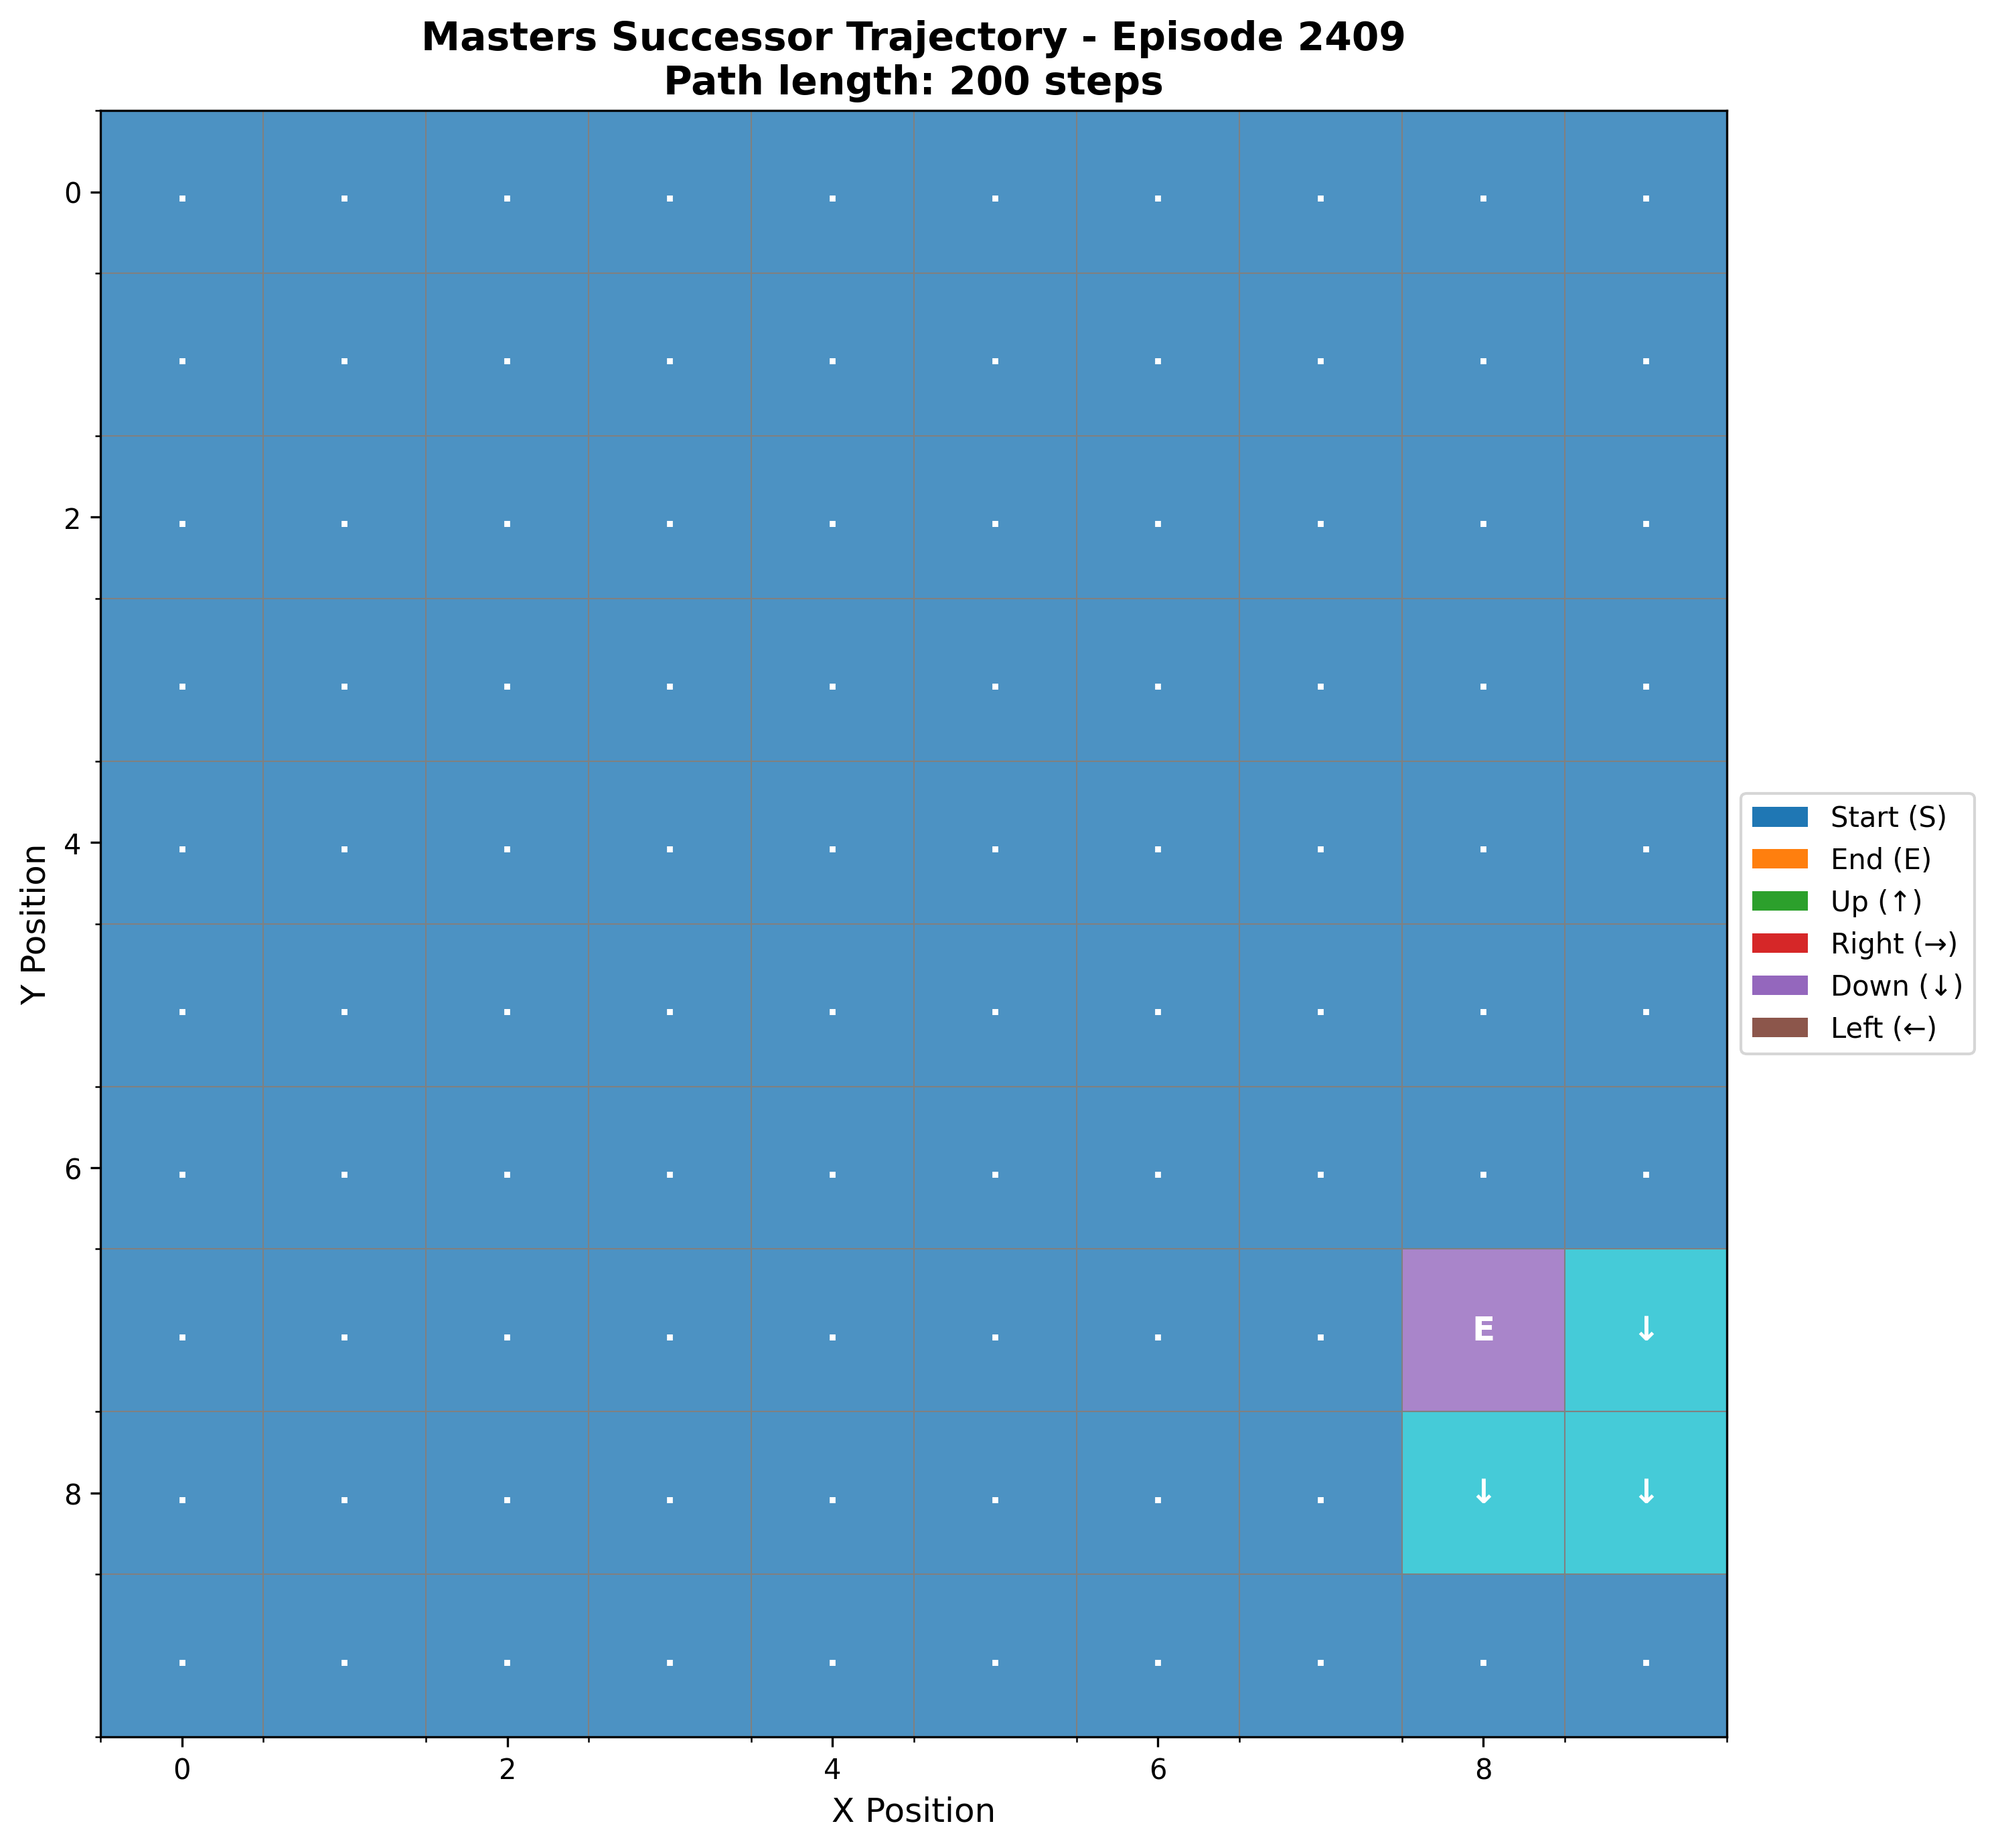 Masters Successor Trajectory - Episode 2409
Path length: 200 steps
0
2
4
6
8
Y Position
E ↓
↓ ↓
0 2 4 6 8
X Position
Start (S)
End (E)
Up (↑)
Right (→)
Down (↓)
Left (←)